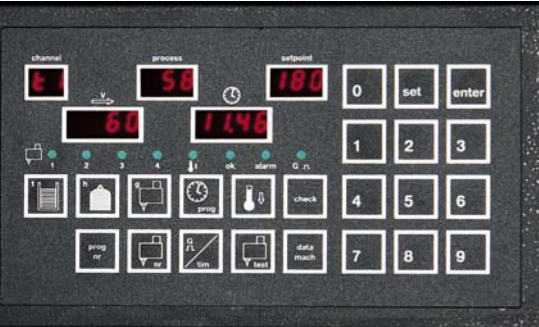 channel process setpoint
t1 58 180
v
60 11.46
1 2 3 4 ok alarm G
t h g prog check
prog nr nr G tim test data mach
0 set enter
1 2 3
4 5 6
7 8 9